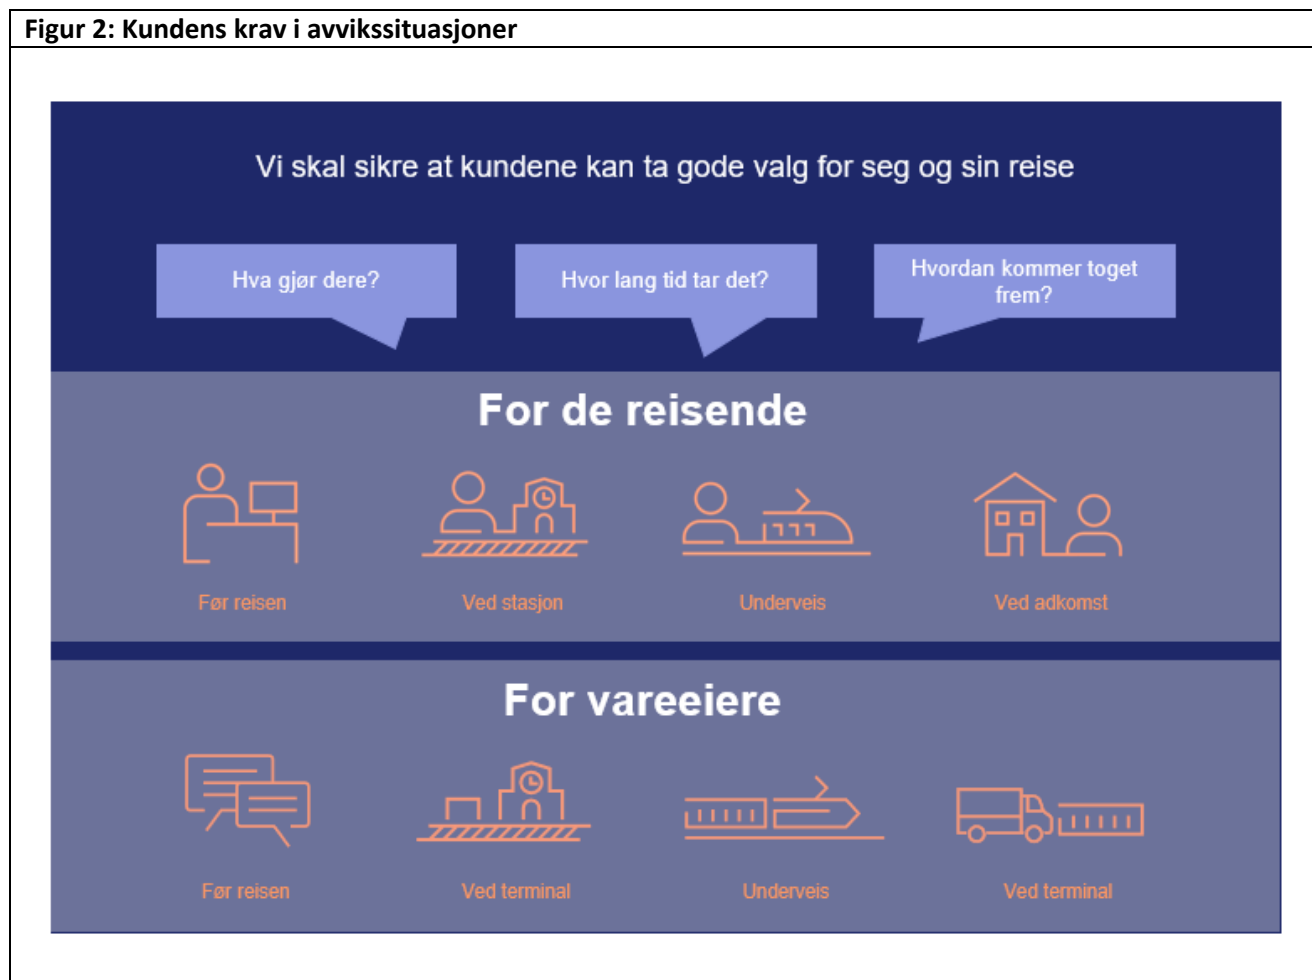 Figur 2: Kundens krav i avvikssituasjoner
Vi skal sikre at kundene kan ta gode valg for seg og sin reise
Hva gjør dere?
Hvor lang tid tar det?
Hvordan kommer toget
frem?
For de reisende
Før reisen
Ved stasjon
Underveis
Ved adkomst
For vareeiere
Før reisen
Ved terminal
Underveis
Ved terminal